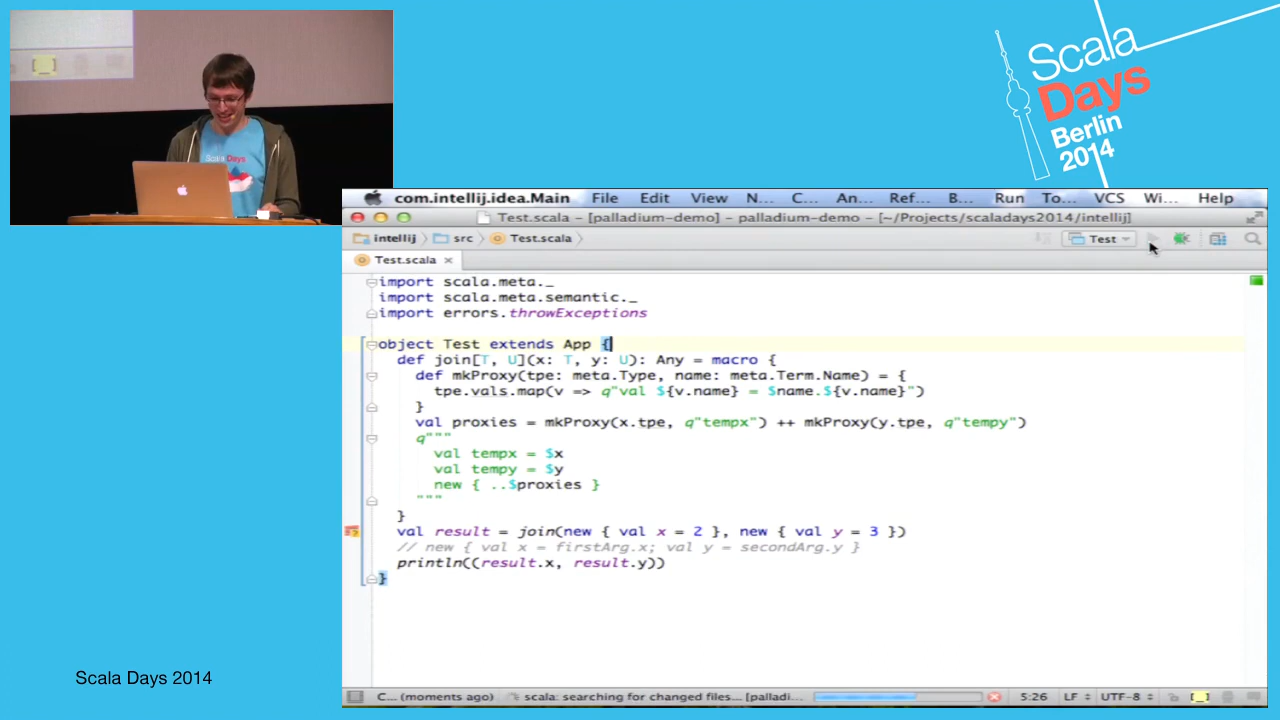 Scala
Days
Berlin
2014
Scala Days
com.intellij.idea.Main File Edit View N... C... An... Ref... B... Run To... VCS Wi... Help
Test.scala – [palladium-demo] – palladium-demo – [~/Projects/scaladays2014/intellij]
intellij src Test.scala Test
Test.scala
import scala.meta._
import scala.meta.semantic._
import errors.throwExceptions
object Test extends App {
def join[T, U](x: T, y: U): Any = macro {
def mkProxy(tpe: meta.Type, name: meta.Term.Name) = {
tpe.vals.map(v => q"val ${v.name} = $name.${v.name}")
}
val proxies = mkProxy(x.tpe, q"tempx") ++ mkProxy(y.tpe, q"tempy")
q"""
val tempx = $x
val tempy = $y
new { ..$proxies }
"""
}
val result = join(new { val x = 2 }, new { val y = 3 })
// new { val x = firstArg.x; val y = secondArg.y }
println((result.x, result.y))
}
C... (moments ago) scala: searching for changed files... [palladi... 5:26 LF UTF-8
Scala Days 2014